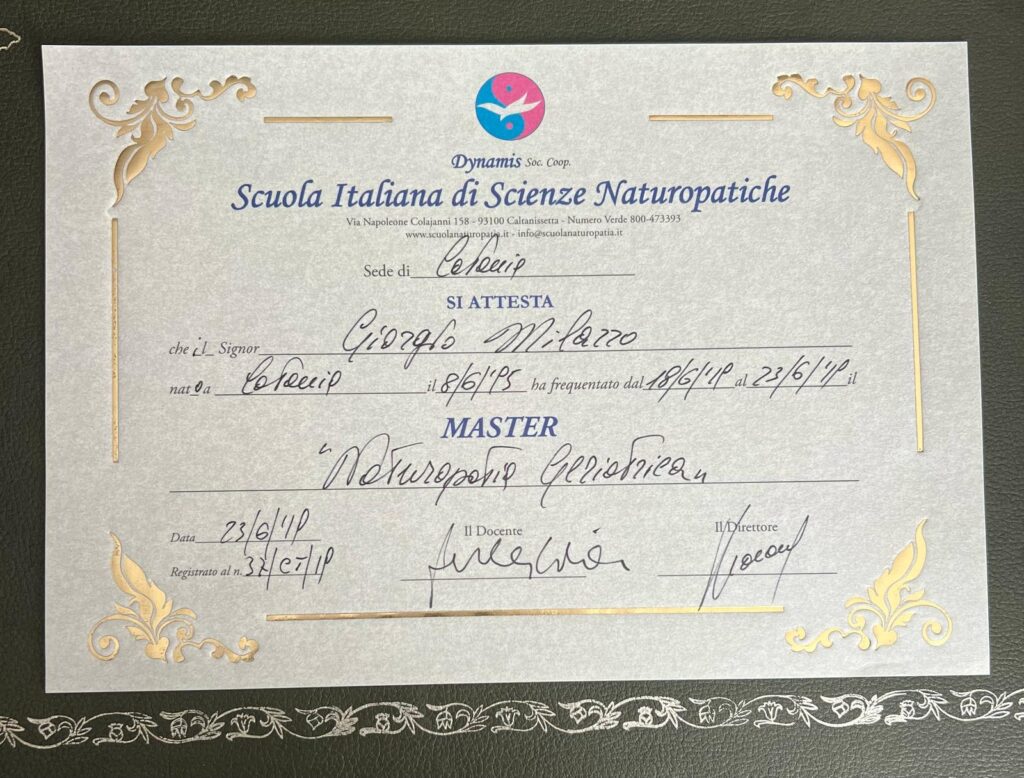 Dynamis Soc. Coop.
Scuola Italiana di Scienze Naturopatiche
Via Napoleone Colajanni 158 - 93100 Caltanissetta - Numero Verde 800-473393
www.scuolanaturopatia.it - info@scuolanaturopatia.it
Sede di Catania
SI ATTESTA
che il Signor Giorgio Milazzo
nat o a Catania il 8/6/'95 ha frequentato dal 18/6/'19 al 23/6/'19 il
MASTER
"Naturopatia Geriatrica"
Data 23/6/'19
Il Docente
Il Direttore
Registrato al n. 37/CT/19